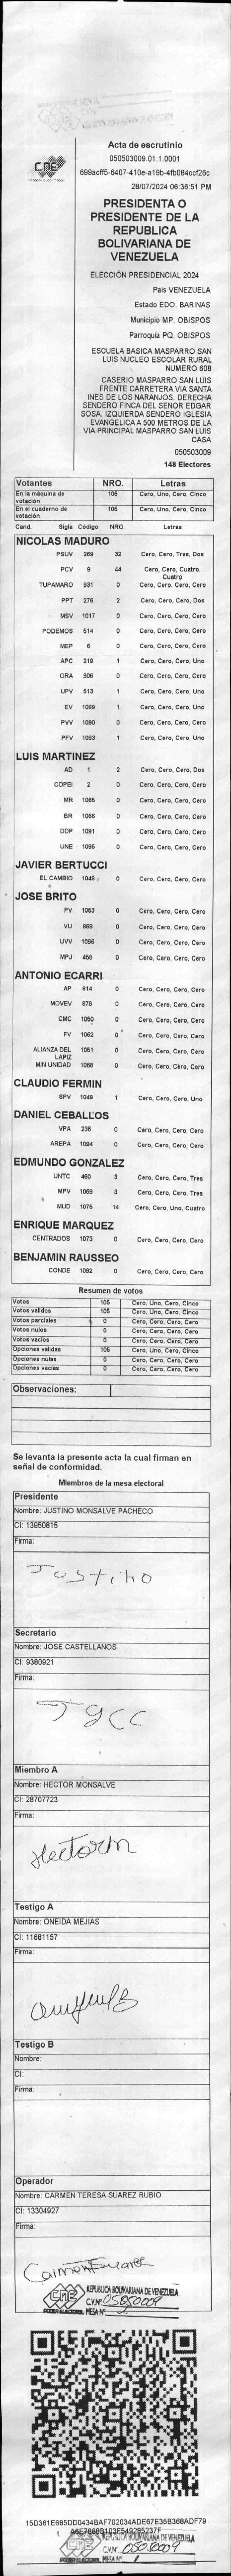 CNE
Acta de escrutinio
050503009.01.1.0001
699acff5-6407-410e-a19b-4fb084ccf26c
28/07/2024 06:36:51 PM
PRESIDENTA O
PRESIDENTE DE LA
REPUBLICA
BOLIVARIANA DE
VENEZUELA
ELECCIÓN PRESIDENCIAL 2024
País VENEZUELA
Estado EDO. BARINAS
Municipio MP. OBISPOS
Parroquia PQ. OBISPOS
ESCUELA BASICA MASPARRO SAN
LUIS NUCLEO ESCOLAR RURAL
NUMERO 608
CASERIO MASPARRO SAN LUIS
FRENTE CARRETERA VIA SANTA
INES DE LOS NARANJOS. DERECHA
SENDERO FINCA DEL SENOR EDGAR
SOSA. IZQUIERDA SENDERO IGLESIA
EVANGELICA A 500 METROS DE LA
VIA PRINCIPAL MASPARRO SAN LUIS
CASA
050503009
148 Electores
Votantes NRO. Letras
En la máquina de votación 105 Cero, Uno, Cero, Cinco
En el cuaderno de votación 105 Cero, Uno, Cero, Cinco
Cand. Sigla Código NRO. Letras
NICOLAS MADURO
PSUV 269 32 Cero, Cero, Tres, Dos
PCV 9 44 Cero, Cero, Cuatro, Cuatro
TUPAMARO 931 0 Cero, Cero, Cero, Cero
PPT 276 2 Cero, Cero, Cero, Dos
MSV 1017 0 Cero, Cero, Cero, Cero
PODEMOS 514 0 Cero, Cero, Cero, Cero
MEP 6 0 Cero, Cero, Cero, Cero
APC 219 1 Cero, Cero, Cero, Uno
ORA 306 0 Cero, Cero, Cero, Cero
UPV 513 1 Cero, Cero, Cero, Uno
EV 1089 1 Cero, Cero, Cero, Uno
PVV 1090 0 Cero, Cero, Cero, Cero
PFV 1093 1 Cero, Cero, Cero, Uno
LUIS MARTINEZ
AD 1 2 Cero, Cero, Cero, Dos
COPEI 2 0 Cero, Cero, Cero, Cero
MR 1065 0 Cero, Cero, Cero, Cero
BR 1066 0 Cero, Cero, Cero, Cero
DDP 1091 0 Cero, Cero, Cero, Cero
UNE 1095 0 Cero, Cero, Cero, Cero
JAVIER BERTUCCI
EL CAMBIO 1048 0 Cero, Cero, Cero, Cero
JOSE BRITO
PV 1053 0 Cero, Cero, Cero, Cero
VU 868 0 Cero, Cero, Cero, Cero
UVV 1096 0 Cero, Cero, Cero, Cero
MPJ 456 0 Cero, Cero, Cero, Cero
ANTONIO ECARRI
AP 814 0 Cero, Cero, Cero, Cero
MOVEV 878 0 Cero, Cero, Cero, Cero
CMC 1050 0 Cero, Cero, Cero, Cero
FV 1062 0 Cero, Cero, Cero, Cero
ALIANZA DEL LAPIZ 1051 0 Cero, Cero, Cero, Cero
MIN UNIDAD 1058 0 Cero, Cero, Cero, Cero
CLAUDIO FERMIN
SPV 1049 1 Cero, Cero, Cero, Uno
DANIEL CEBALLOS
VPA 236 0 Cero, Cero, Cero, Cero
AREPA 1094 0 Cero, Cero, Cero, Cero
EDMUNDO GONZALEZ
UNTC 460 3 Cero, Cero, Cero, Tres
MPV 1069 3 Cero, Cero, Cero, Tres
MUD 1075 14 Cero, Cero, Uno, Cuatro
ENRIQUE MARQUEZ
CENTRADOS 1073 0 Cero, Cero, Cero, Cero
BENJAMIN RAUSSEO
CONDE 1092 0 Cero, Cero, Cero, Cero
Resumen de votos
Votos 105 Cero, Uno, Cero, Cinco
Votos validos 105 Cero, Uno, Cero, Cinco
Votos parciales 0 Cero, Cero, Cero, Cero
Votos nulos 0 Cero, Cero, Cero, Cero
Votos vacios 0 Cero, Cero, Cero, Cero
Opciones validas 105 Cero, Uno, Cero, Cinco
Opciones nulas 0 Cero, Cero, Cero, Cero
Opciones vacias 0 Cero, Cero, Cero, Cero
Observaciones:
Se levanta la presente acta la cual firman en
señal de conformidad.
Miembros de la mesa electoral
Presidente
Nombre: JUSTINO MONSALVE PACHECO
CI: 13950815
Firma:
Justino
Secretario
Nombre: JOSE CASTELLANOS
CI: 9380921
Firma:
Jgcc
Miembro A
Nombre: HECTOR MONSALVE
CI: 28707723
Firma:
Hectorm
Testigo A
Nombre: ONEIDA MEJIAS
CI: 11681157
Firma:
Testigo B
Nombre:
CI:
Firma:
Operador
Nombre: CARMEN TERESA SUAREZ RUBIO
CI: 13304927
Firma:
Carmen Suarez
CNE
REPÚBLICA BOLIVARIANA DE VENEZUELA
C.V.Nº
PODER ELECTORAL MESA Nº
15D361E6B5DD0434BAF702034ADE67E35B368ADF79
CNE
REPÚBLICA BOLIVARIANA DE VENEZUELA
C.V.Nº
PODER ELECTORAL MESA Nº